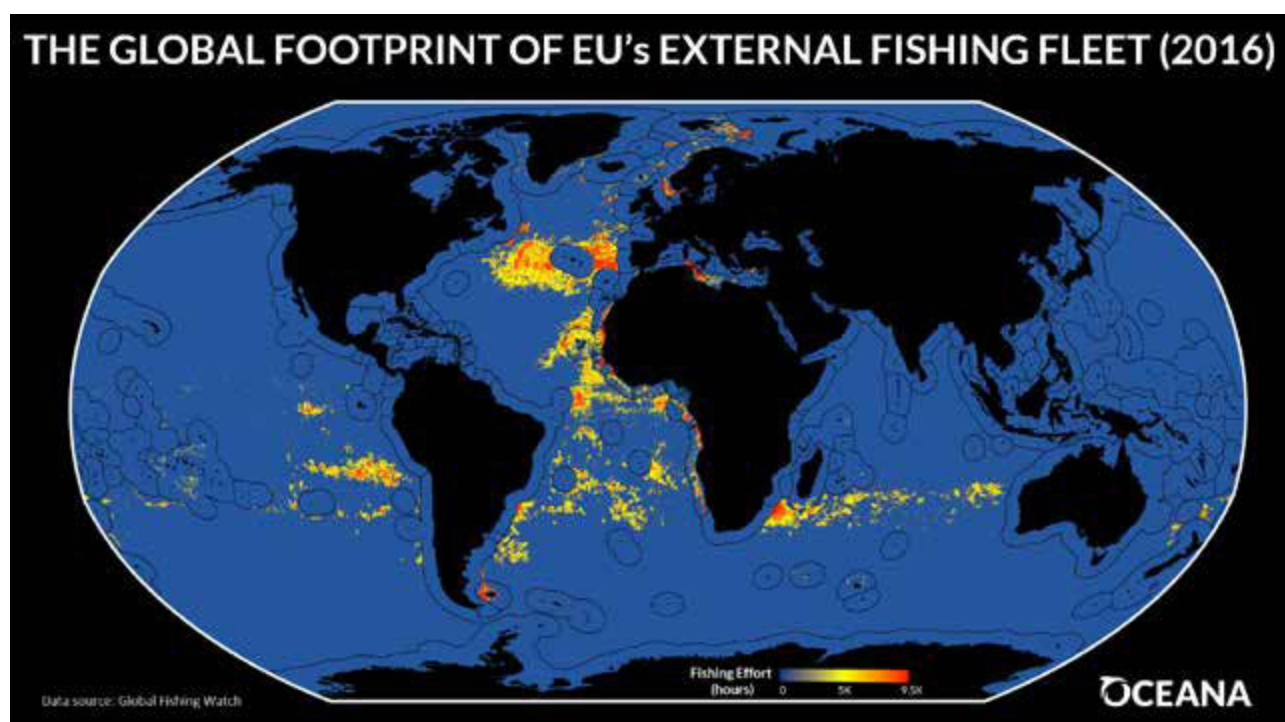 THE GLOBAL FOOTPRINT OF EU's EXTERNAL FISHING FLEET (2016)
Fishing Effort
(hours)
0 5K 9.5K
Data source: Global Fishing Watch
OCEANA